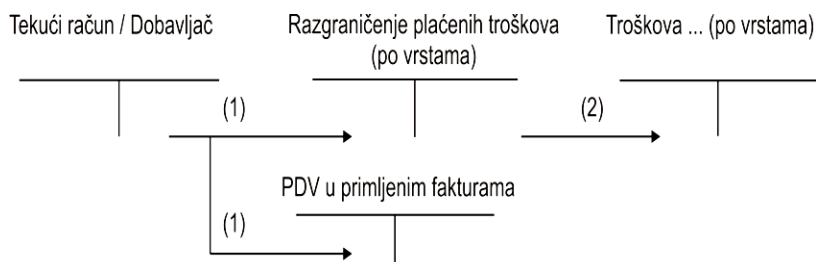 Tekući račun / Dobavljač
Razgraničenje plaćenih troškova
(po vrstama)
Troškova ... (po vrstama)
(1)
(2)
PDV u primljenim fakturama
(1)